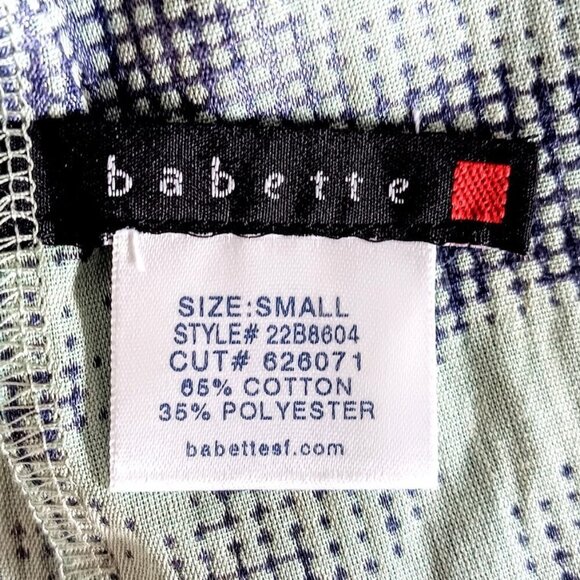 babette
SIZE:SMALL
STYLE# 22B8604
CUT# 626071
65% COTTON
35% POLYESTER
babettesf.com